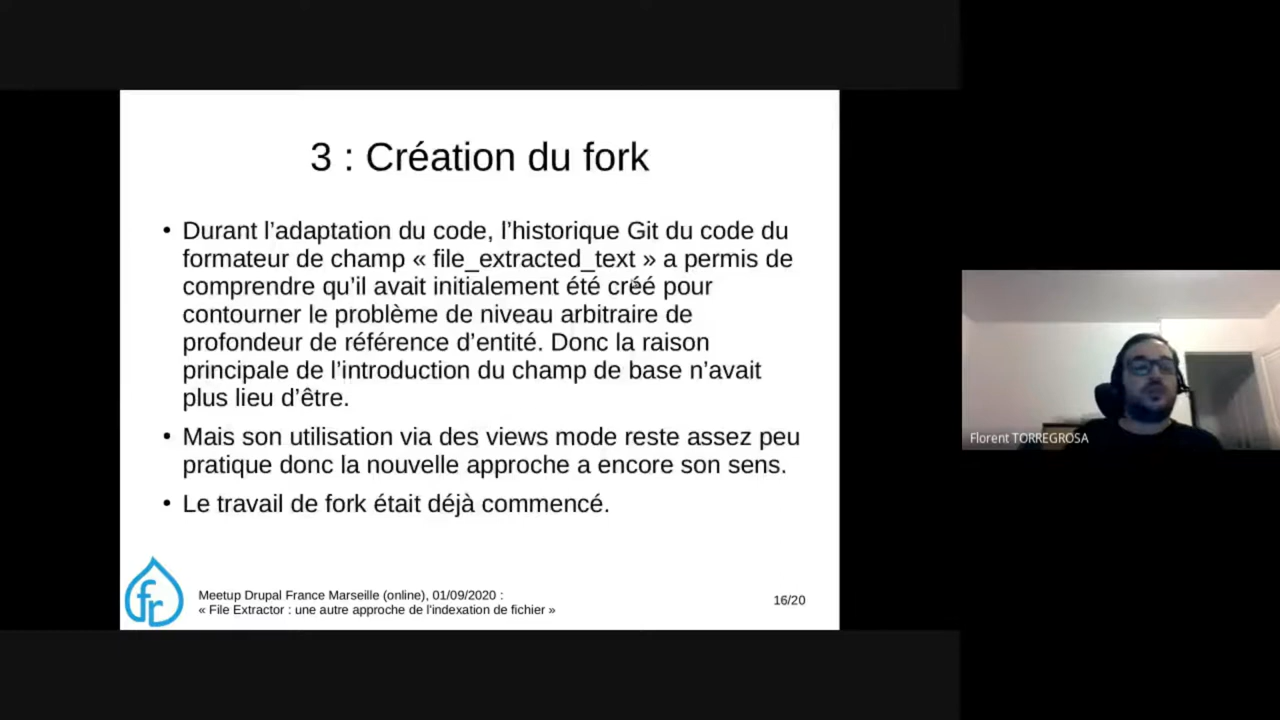 3 : Création du fork
• Durant l’adaptation du code, l’historique Git du code du
formateur de champ « file_extracted_text » a permis de
comprendre qu’il avait initialement été créé pour
contourner le problème de niveau arbitraire de
profondeur de référence d’entité. Donc la raison
principale de l’introduction du champ de base n’avait
plus lieu d’être.
• Mais son utilisation via des views mode reste assez peu
pratique donc la nouvelle approche a encore son sens.
• Le travail de fork était déjà commencé.
fr
Meetup Drupal France Marseille (online), 01/09/2020 :
« File Extractor : une autre approche de l’indexation de fichier »
16/20
Florent TORREGROSA